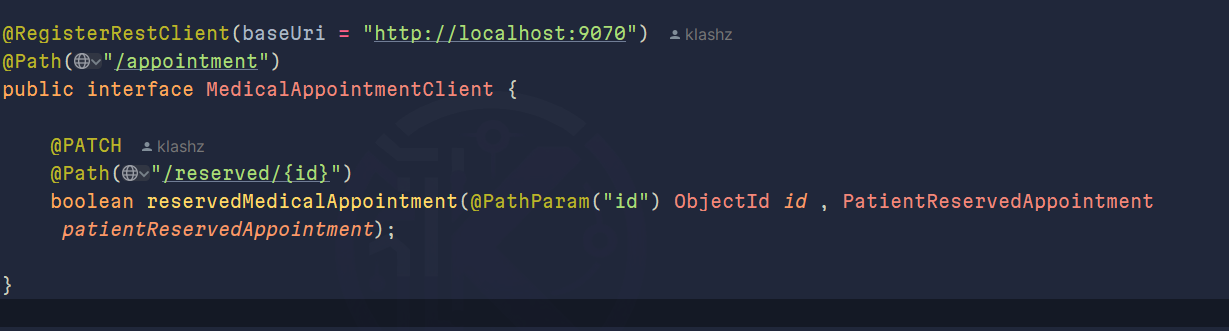 @RegisterRestClient(baseUri = "http://localhost:9070") klashz
@Path("/appointment")
public interface MedicalAppointmentClient {
@PATCH klashz
@Path("/reserved/{id}")
boolean reservedMedicalAppointment(@PathParam("id") ObjectId id , PatientReservedAppointment
patientReservedAppointment);
}